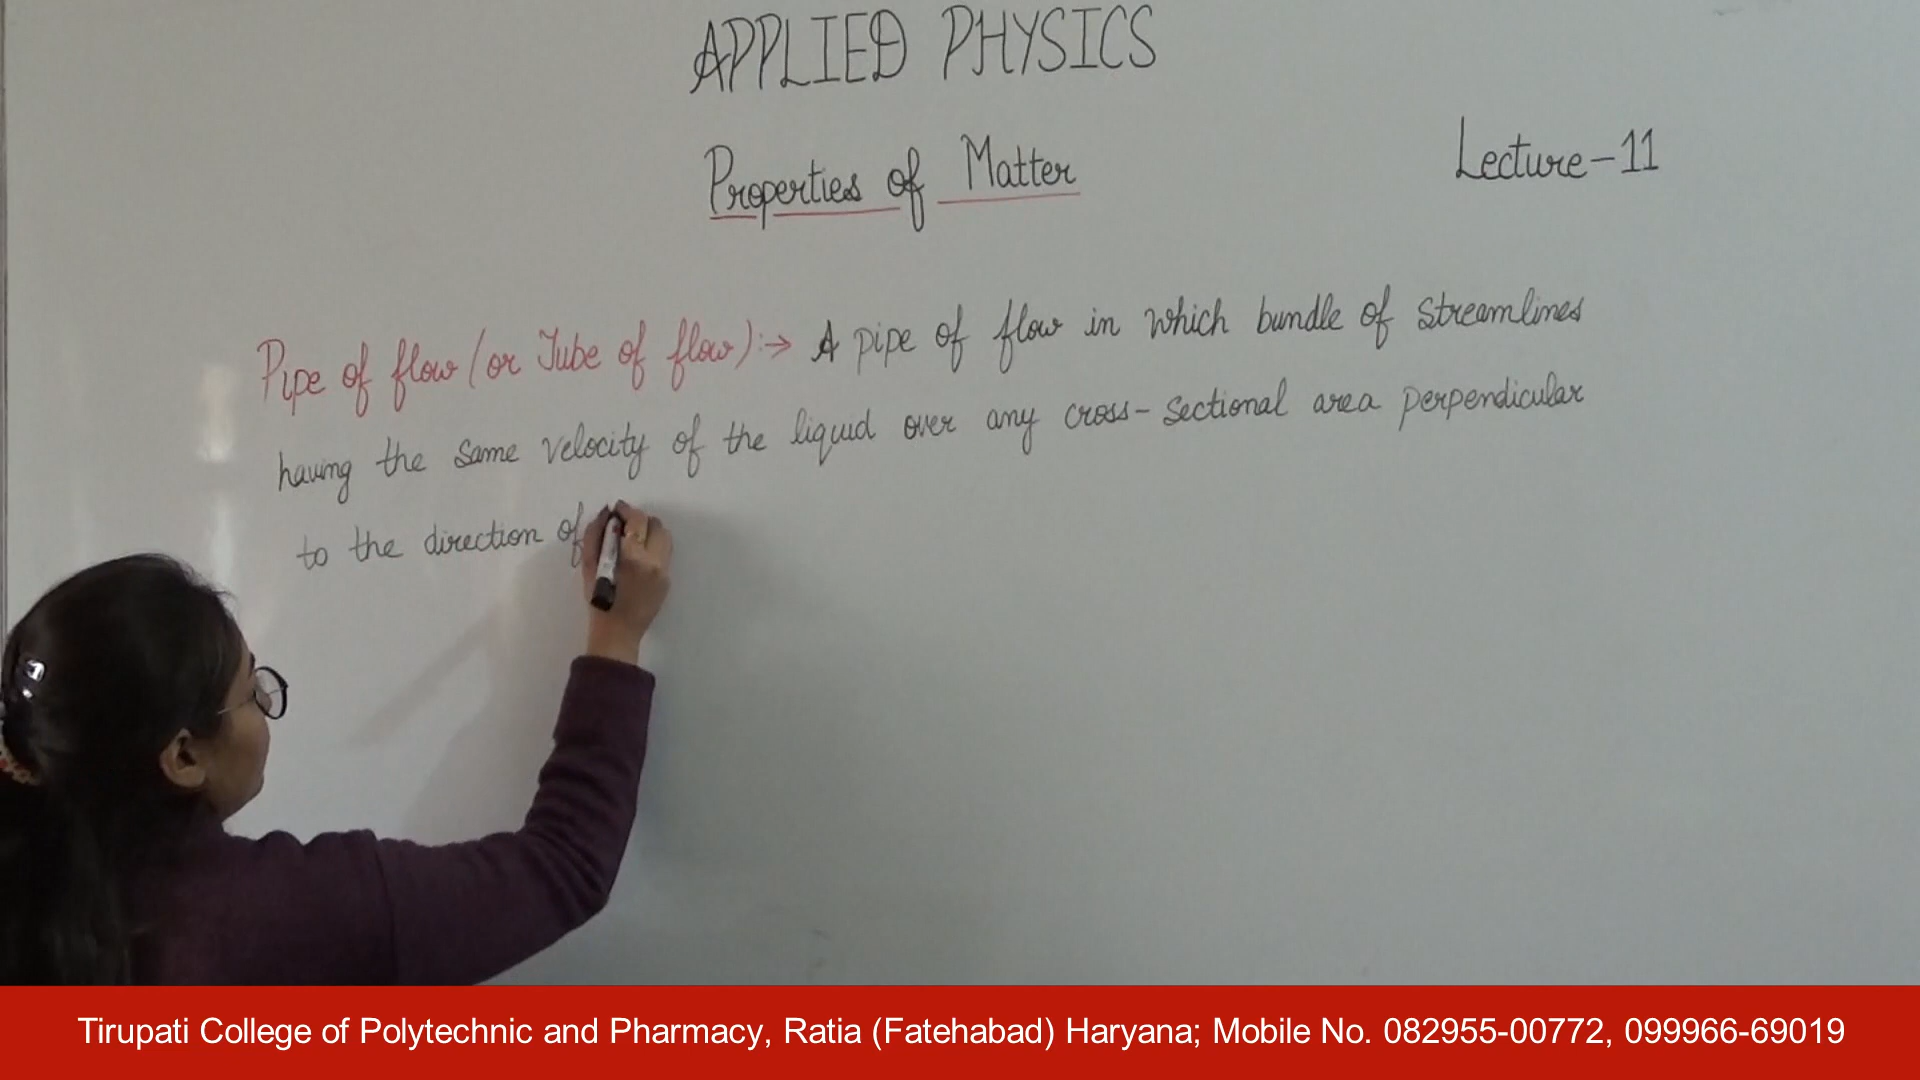 APPLIED PHYSICS
Properties of Matter
Lecture-11
Pipe of flow (or Tube of flow):→ A pipe of flow in which bundle of streamlines
having the same velocity of the liquid over any cross-sectional area perpendicular
to the direction of
Tirupati College of Polytechnic and Pharmacy, Ratia (Fatehabad) Haryana; Mobile No. 082955-00772, 099966-69019